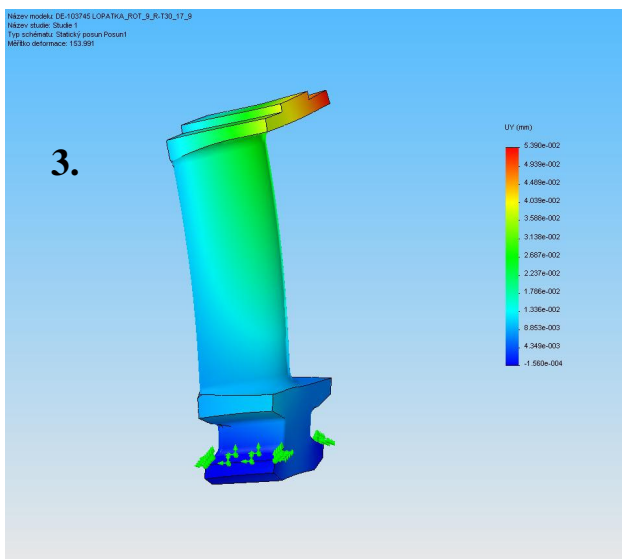 Název modelu: DE-103745 LOPATKA_ROT_9_R-T30_17_9
Název studie: Studie 1
Typ schématu: Statický posun Posun1
Měřítko deformace: 153.991
3.
UY (mm)
5.390e-002
4.939e-002
4.489e-002
4.039e-002
3.588e-002
3.138e-002
2.687e-002
2.237e-002
1.786e-002
1.336e-002
8.853e-003
4.349e-003
-1.560e-004